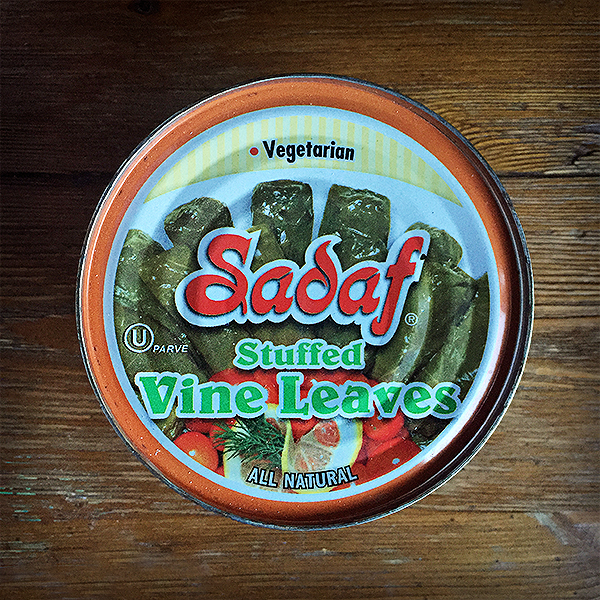 • Vegetarian
Sadaf®
U PARVE
Stuffed
Vine Leaves
ALL NATURAL